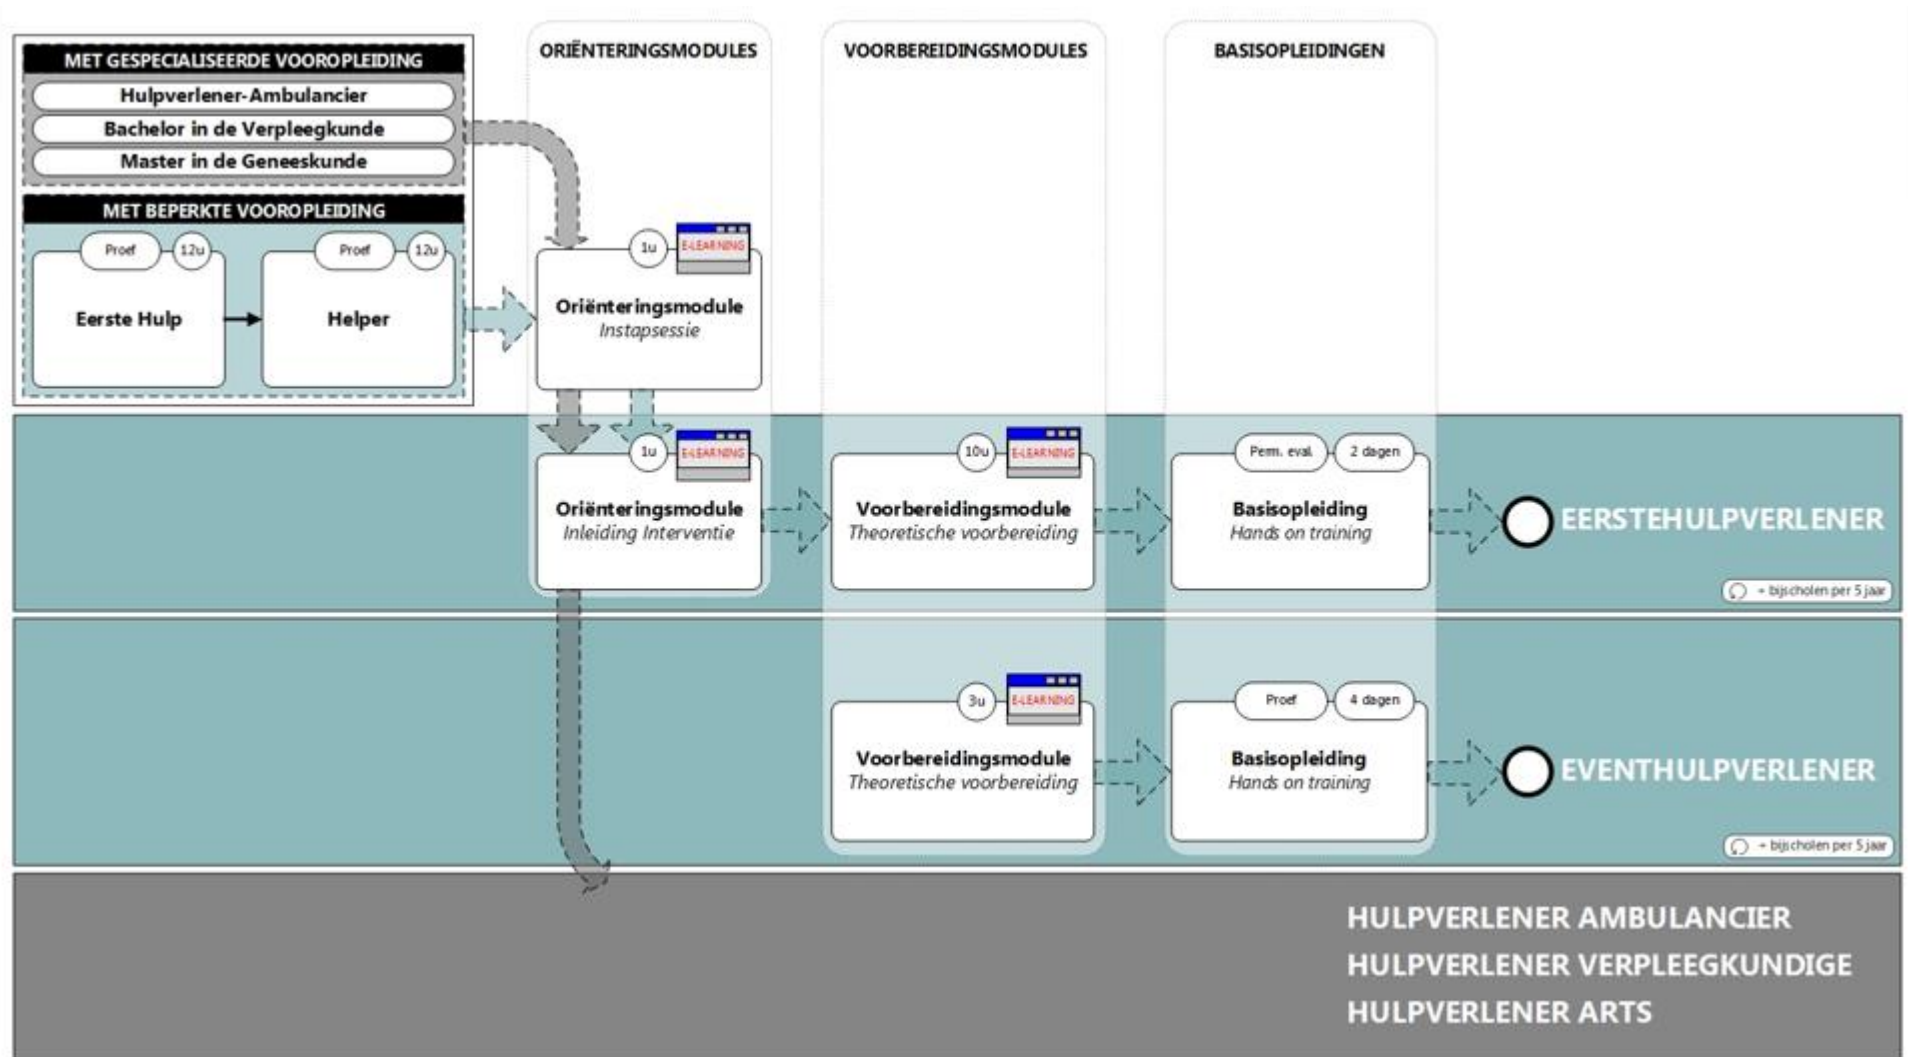 ORIËNTERINGSMODULES
VOORBEREIDINGSMODULES
BASISOPLEIDINGEN
MET GESPECIALISEERDE VOOROPLEIDING
Hulpverlener-Ambulancier
Bachelor in de Verpleegkunde
Master in de Geneeskunde
MET BEPERKTE VOOROPLEIDING
Proef
12u
Eerste Hulp
Proef
12u
Helper
1u
E-LEARNING
Oriënteringsmodule
Instapsessie
1u
E-LEARNING
Oriënteringsmodule
Inleiding Interventie
10u
E-LEARNING
Voorbereidingsmodule
Theoretische voorbereiding
Perm. eval.
2 dagen
Basisopleiding
Hands on training
EERSTEHULPVERLENER
+ bijscholen per 5 jaar
3u
E-LEARNING
Voorbereidingsmodule
Theoretische voorbereiding
Proef
4 dagen
Basisopleiding
Hands on training
EVENTHULPVERLENER
+ bijscholen per 5 jaar
HULPVERLENER AMBULANCIER
HULPVERLENER VERPLEEGKUNDIGE
HULPVERLENER ARTS